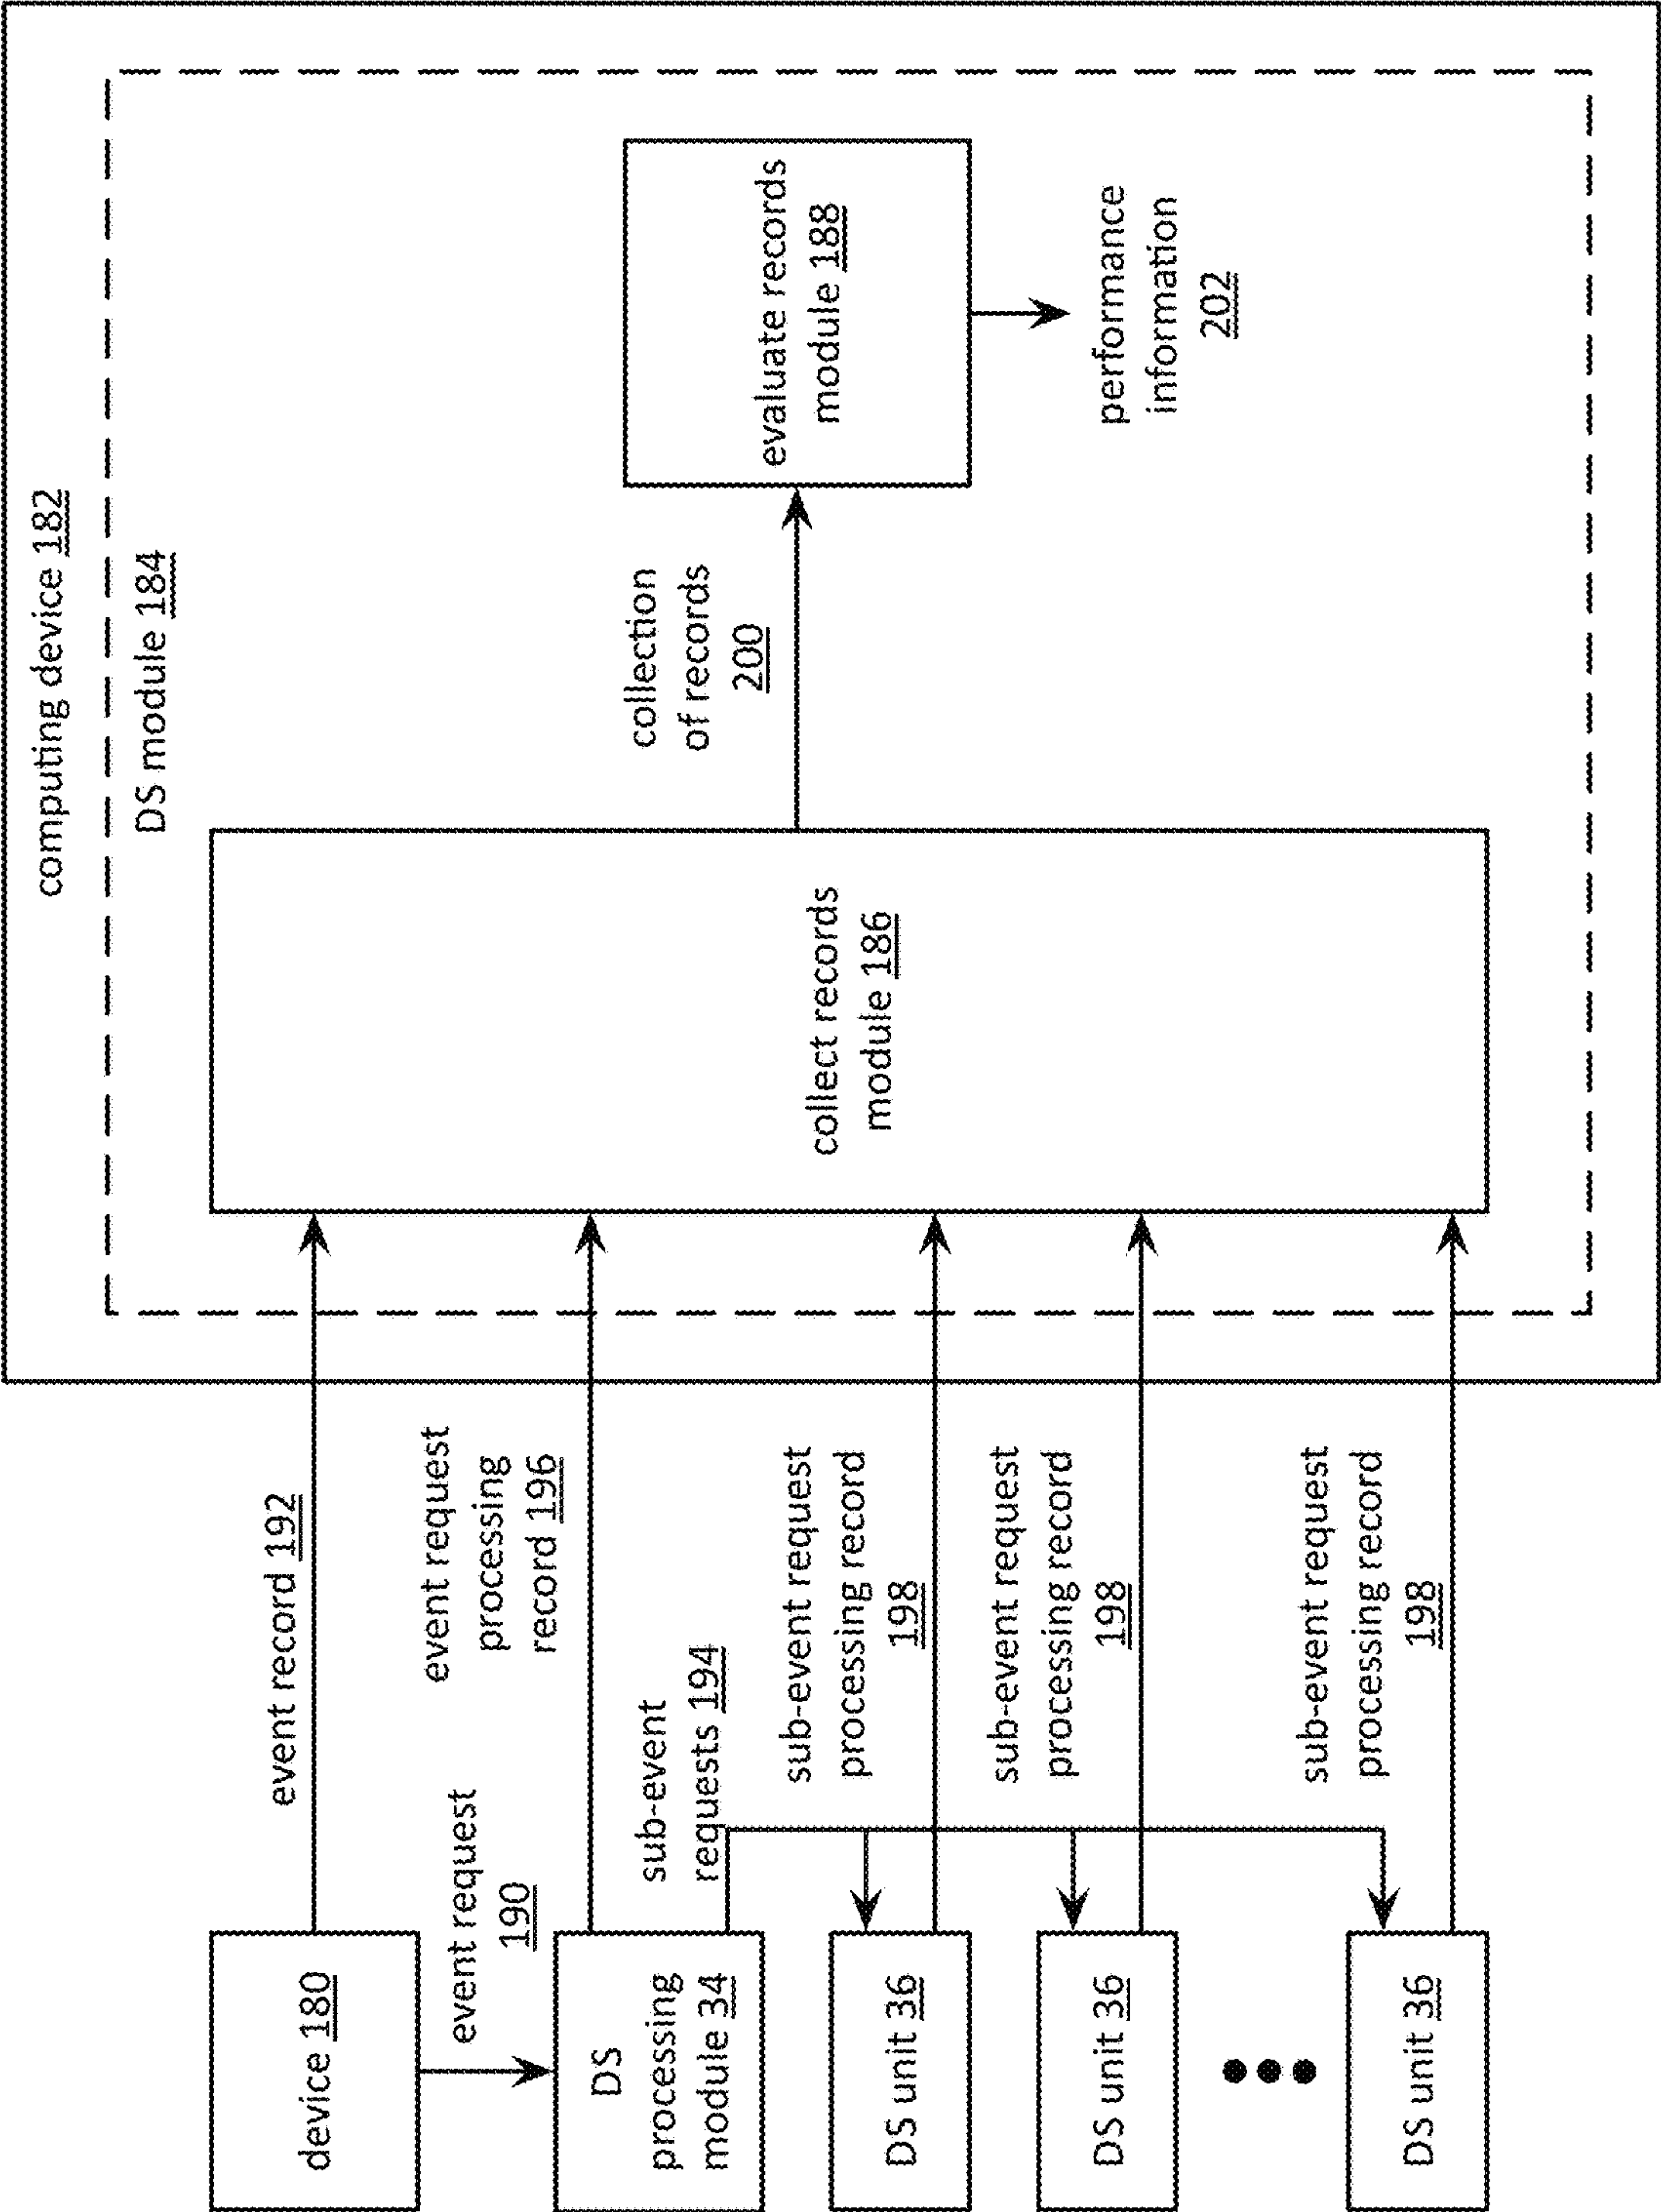 computing device 182
DS module 184
device 180
event record 192
event request
190
event request
processing
record 196
DS
processing
module 34
sub-event
requests 194
DS unit 36
sub-event request
processing record
198
DS unit 36
sub-event request
processing record
198
DS unit 36
sub-event request
processing record
198
collect records
module 186
collection
of records
200
evaluate records
module 188
performance
information
202